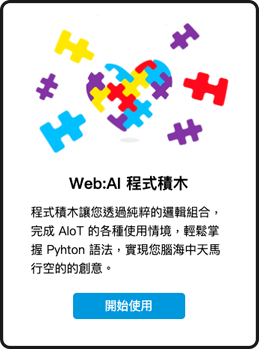 Web:AI 程式積木
程式積木讓您透過純粹的邏輯組合，
完成 AIoT 的各種使用情境，輕鬆掌
握 Pyhton 語法，實現您腦海中天馬
行空的的創意。
開始使用